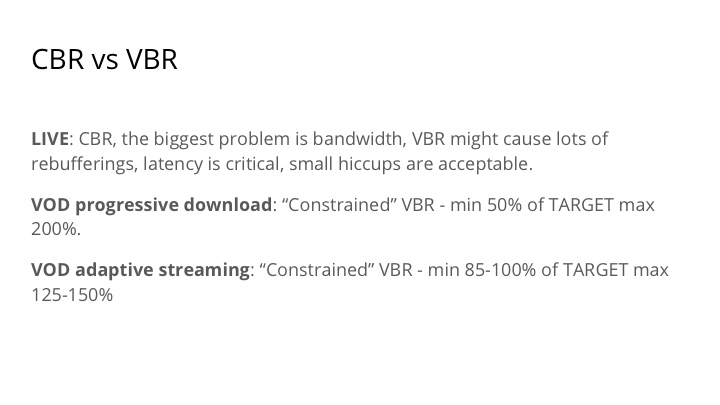 CBR vs VBR
LIVE: CBR, the biggest problem is bandwidth, VBR might cause lots of
rebufferings, latency is critical, small hiccups are acceptable.
VOD progressive download: “Constrained” VBR - min 50% of TARGET max
200%.
VOD adaptive streaming: “Constrained” VBR - min 85-100% of TARGET max
125-150%